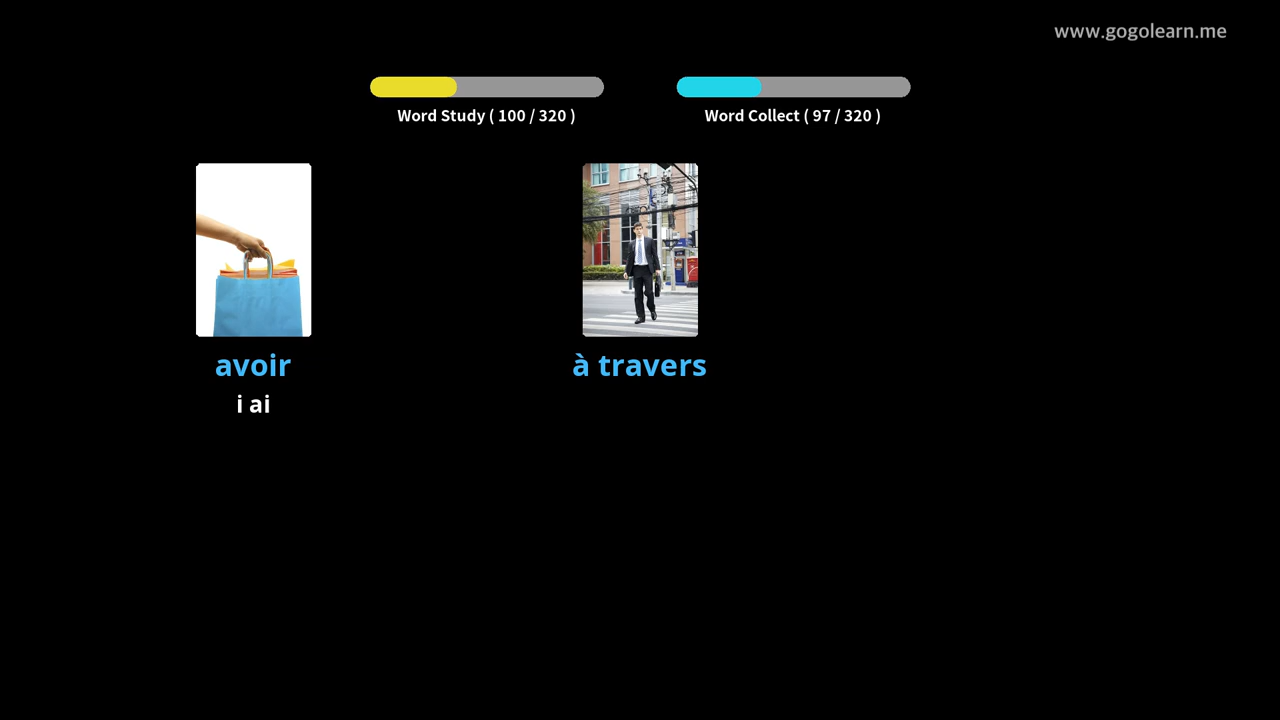 www.gogolearn.me
Word Study ( 100 / 320 )
Word Collect ( 97 / 320 )
avoir
à travers
i ai